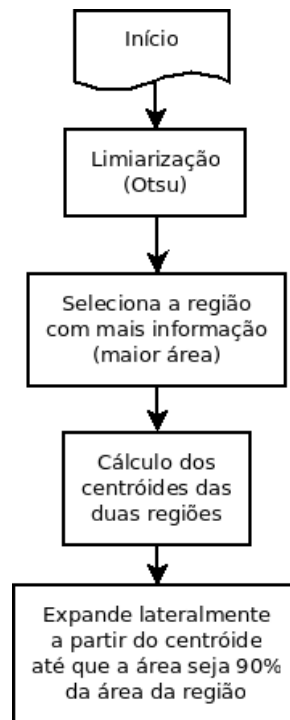 Início
Limiarização
(Otsu)
Seleciona a região
com mais informação
(maior área)
Cálculo dos
centróides das
duas regiões
Expande lateralmente
a partir do centróide
até que a área seja 90%
da área da região